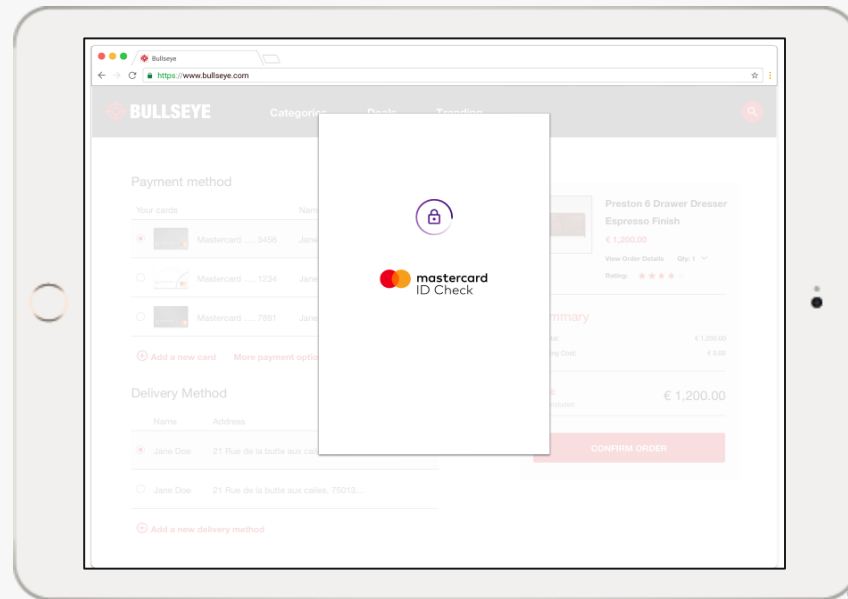 Bullseye
https://www.bullseye.com
BULLSEYE Categories Deals Trending
Payment method
Your cards Name
Mastercard .... 3456 Jane
Mastercard .... 1234 Jane
Mastercard .... 7891 Jane
Add a new card More payment optio
Delivery Method
Name Address
Jane Doe 21 Rue de la butte aux cailles
Jane Doe 21 Rue de la butte aux cailles, 75013...
Add a new delivery method
mastercard
ID Check
Preston 6 Drawer Dresser
Espresso Finish
€ 1,200.00
View Order Details Qty: 1
Rating:
mmary
€ 1,200.00
Cost € 0.00
€ 1,200.00
CONFIRM ORDER